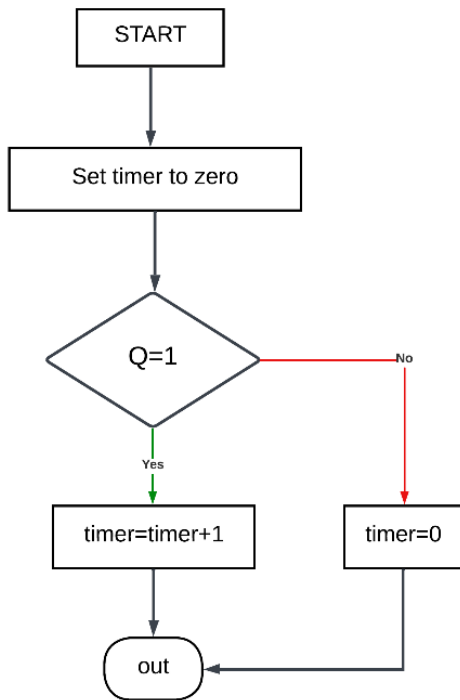 START
Set timer to zero
Q=1
No
Yes
timer=timer+1
timer=0
out